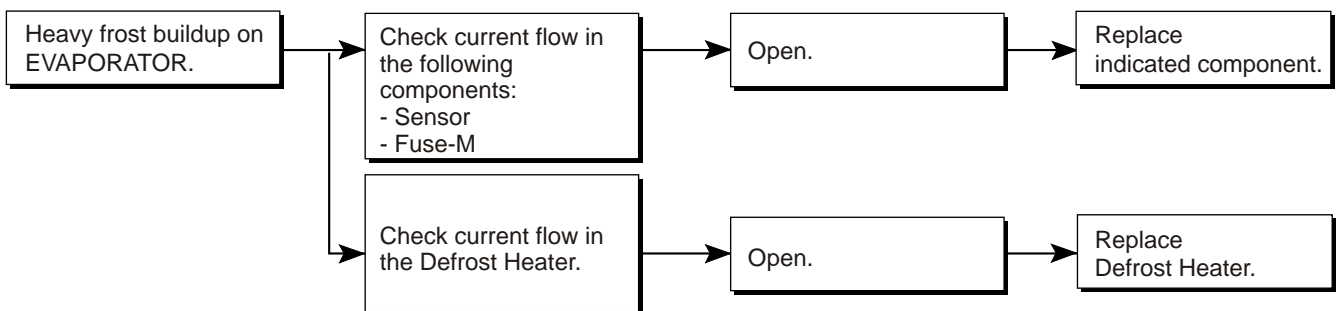 Heavy frost buildup on
EVAPORATOR.
Check current flow in
the following
components:
- Sensor
- Fuse-M
Open.
Replace
indicated component.
Check current flow in
the Defrost Heater.
Open.
Replace
Defrost Heater.